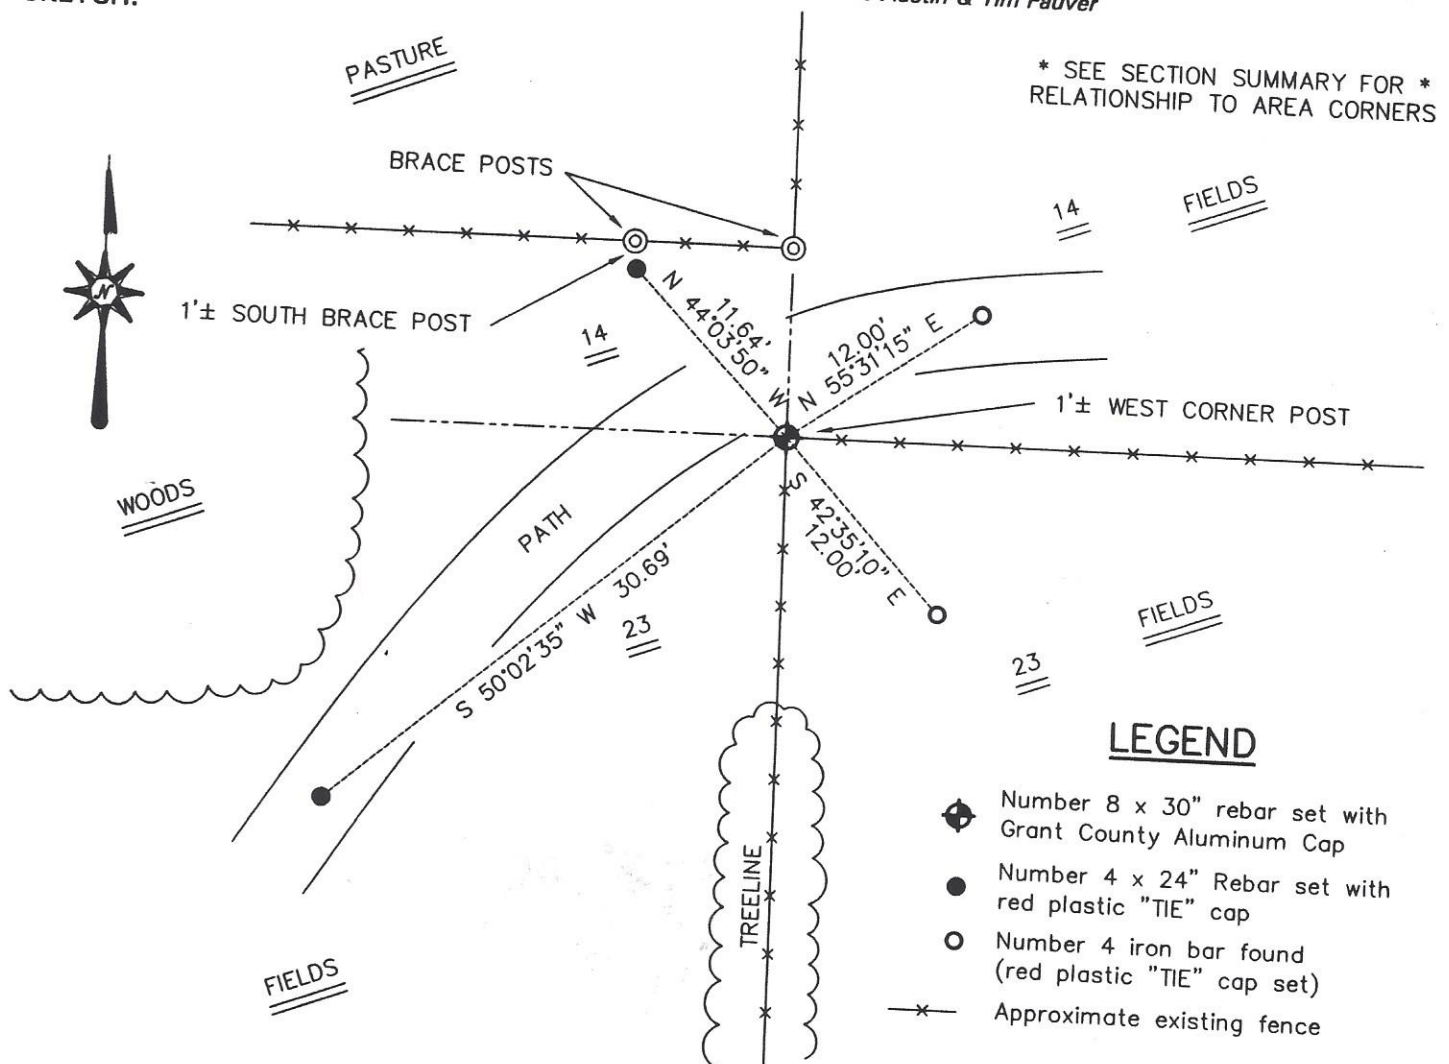 SKETCH:
& Tim Fauver
PASTURE
* SEE SECTION SUMMARY FOR *
RELATIONSHIP TO AREA CORNERS
BRACE POSTS
14
FIELDS
N
1'± SOUTH BRACE POST
14
11.64'
N 44°03'50" W
12.00'
N 55°31'15" E
1'± WEST CORNER POST
WOODS
PATH
S 42°35'10" E
12.00'
S 50°02'35" W 30.69'
23
FIELDS
23
TREELINE
FIELDS
LEGEND
Number 8 x 30" rebar set with
Grant County Aluminum Cap
Number 4 x 24" Rebar set with
red plastic "TIE" cap
Number 4 iron bar found
(red plastic "TIE" cap set)
Approximate existing fence